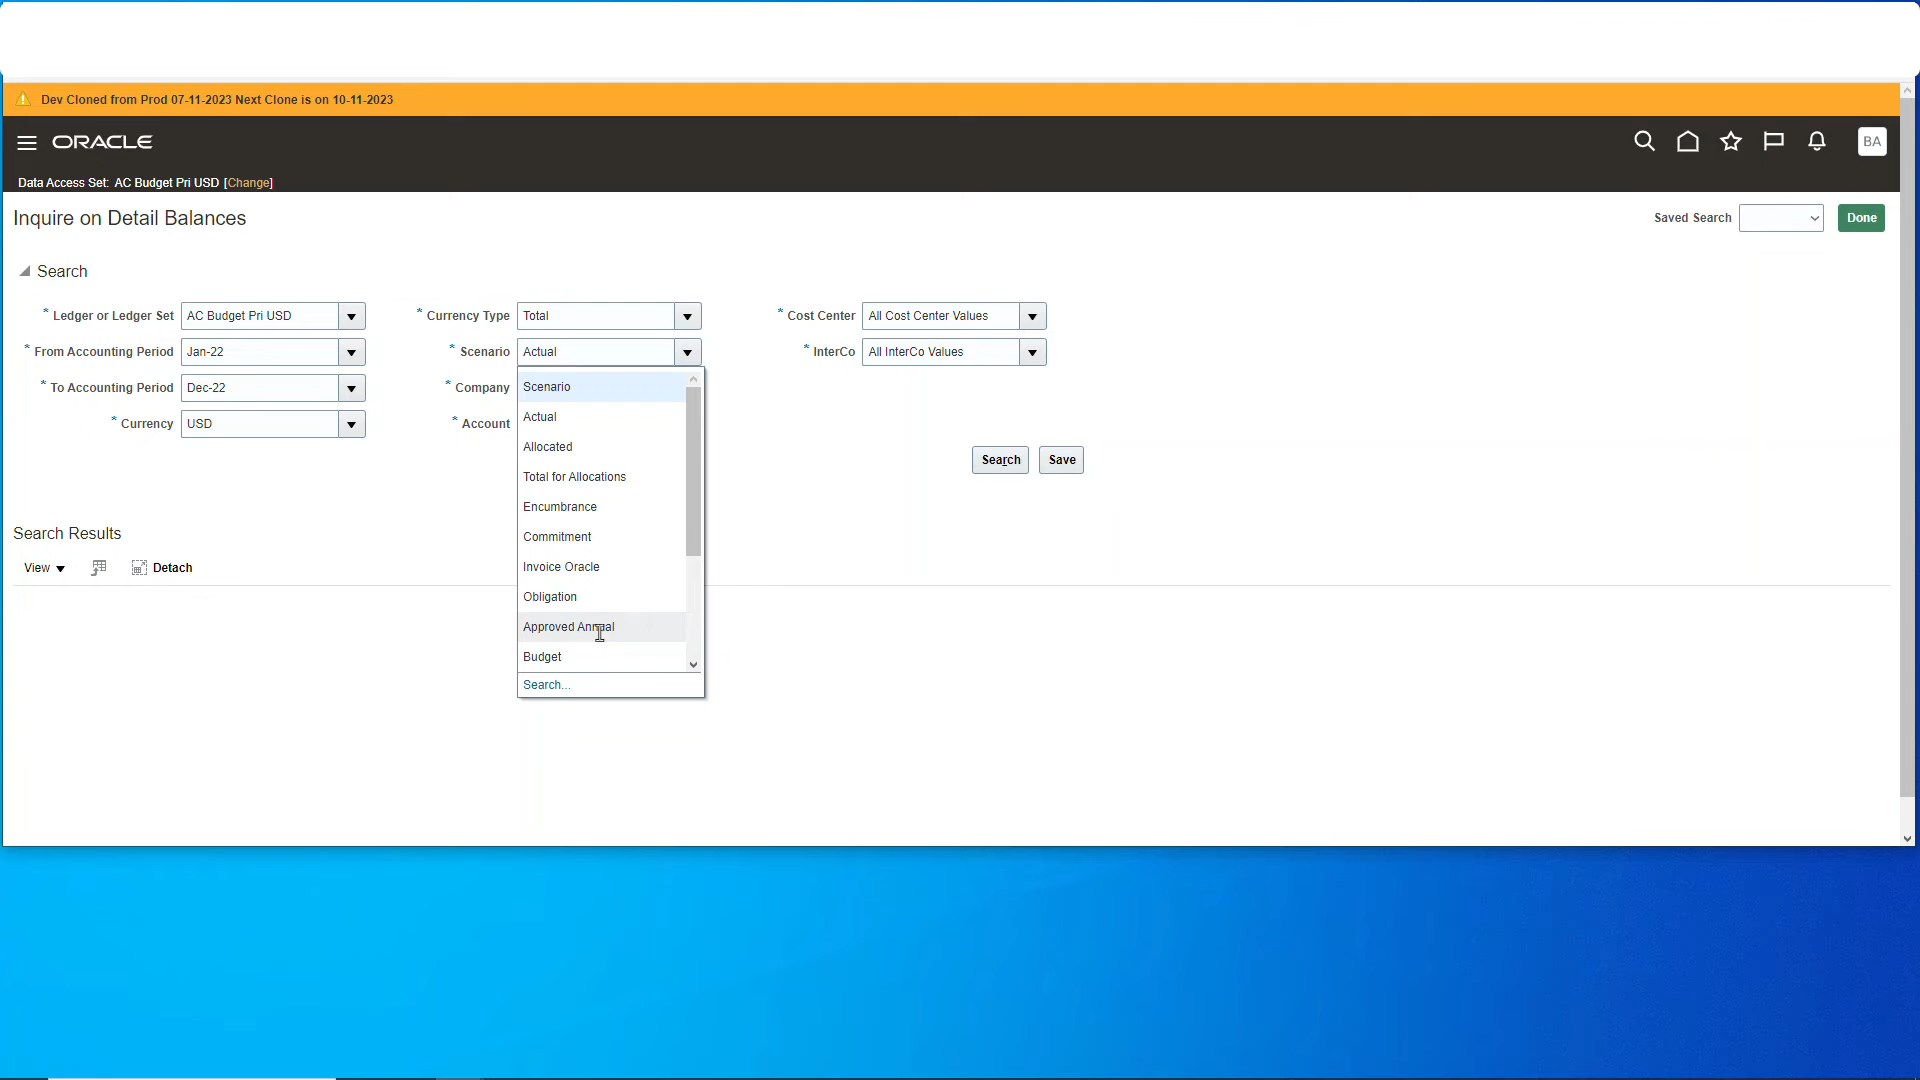 Dev Cloned from Prod 07-11-2023 Next Clone is on 10-11-2023
ORACLE
BA
Data Access Set: AC Budget Pri USD [Change]
Inquire on Detail Balances
Saved Search
Done
Search
* Ledger or Ledger Set AC Budget Pri USD
* Currency Type Total
* Cost Center All Cost Center Values
* From Accounting Period Jan-22
* Scenario Actual
* InterCo All InterCo Values
* To Accounting Period Dec-22
* Company
* Currency USD
* Account
Scenario
Actual
Allocated
Total for Allocations
Encumbrance
Commitment
Invoice Oracle
Obligation
Approved Annual
Budget
Search...
Search
Save
Search Results
View
Detach